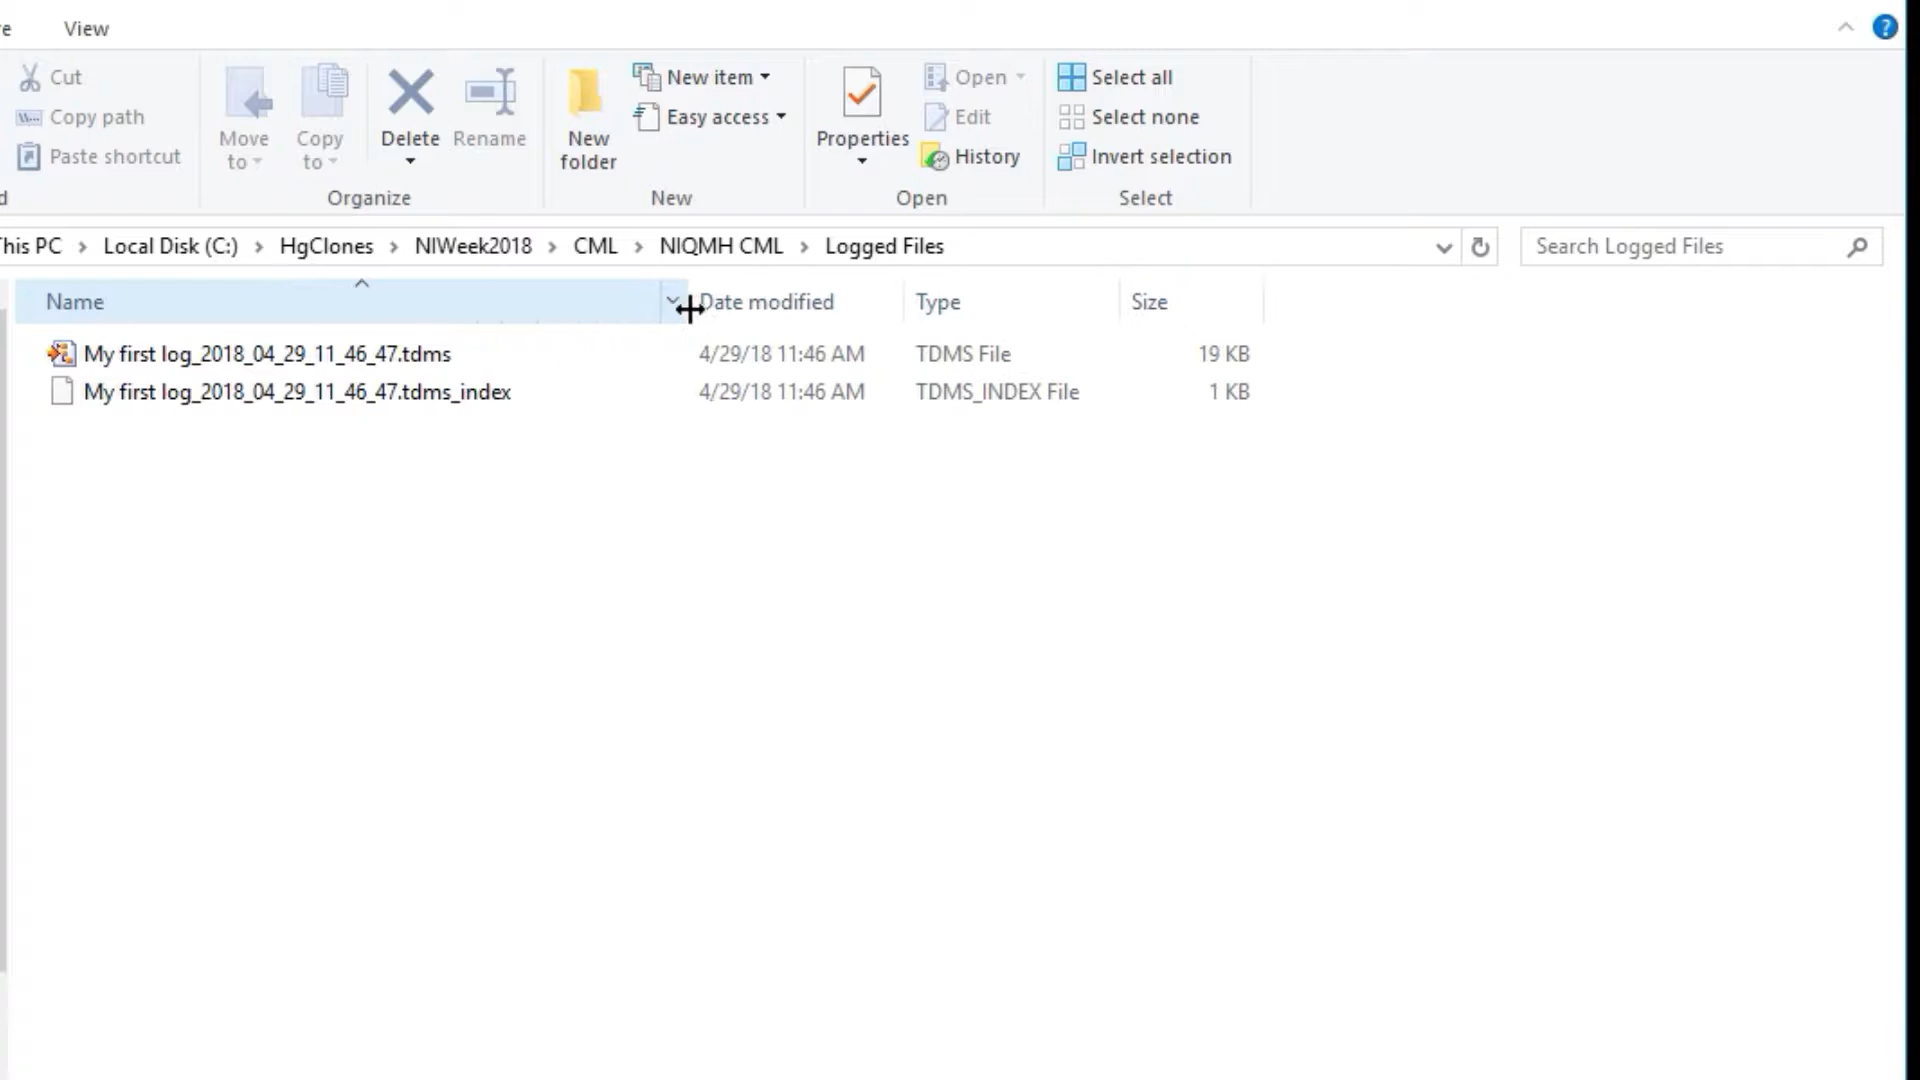 re View
Cut
Copy path
Paste shortcut
d
Move to
Copy to
Delete
Rename
Organize
New folder
New item
Easy access
New
Properties
Open
Edit
History
Open
Select all
Select none
Invert selection
Select
This PC > Local Disk (C:) > HgClones > NIWeek2018 > CML > NIQMH CML > Logged Files
Search Logged Files
Name Date modified Type Size
My first log_2018_04_29_11_46_47.tdms 4/29/18 11:46 AM TDMS File 19 KB
My first log_2018_04_29_11_46_47.tdms_index 4/29/18 11:46 AM TDMS_INDEX File 1 KB